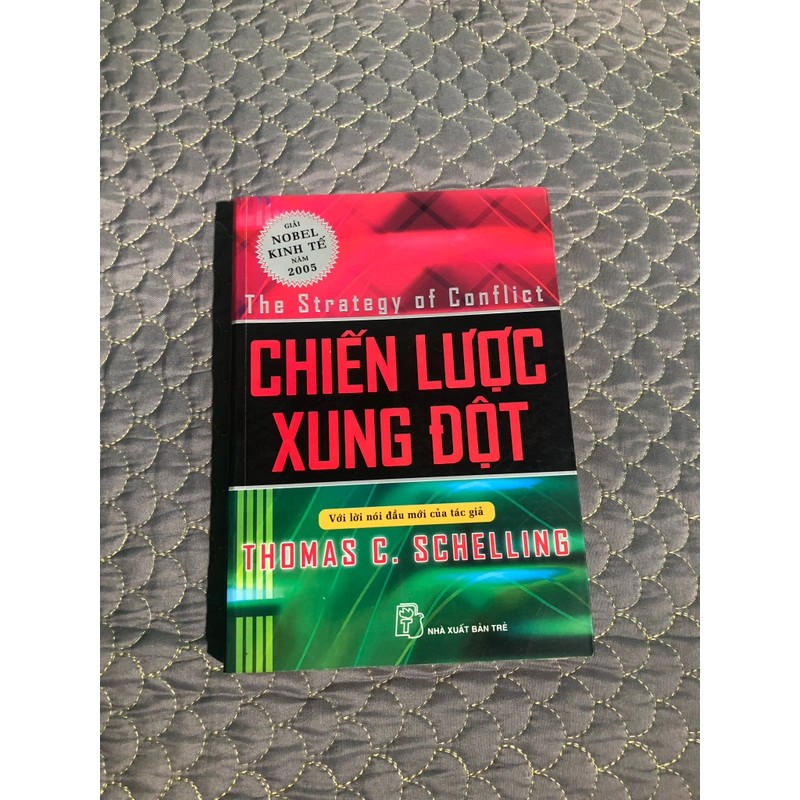 GIẢI
NOBEL
KINH TẾ
NĂM
2005
The Strategy of Conflict
CHIẾN LƯỢC
XUNG ĐỘT
Với lời nói đầu mới của tác giả
THOMAS C. SCHELLING
NHÀ XUẤT BẢN TRẺ